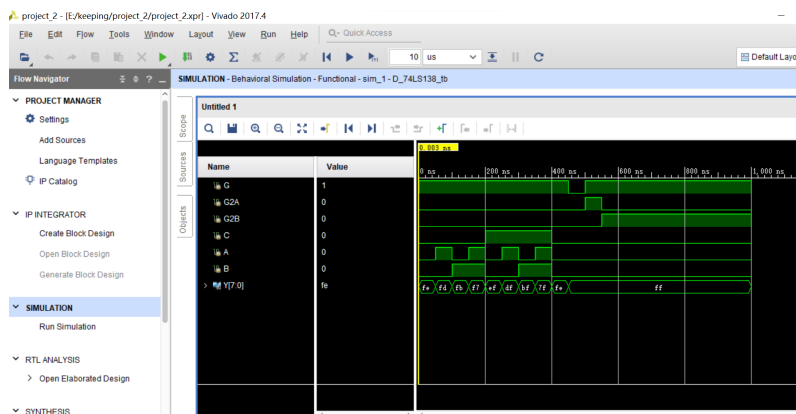 project_2 - [E:/keeping/project_2/project_2.xpr] - Vivado 2017.4
File Edit Flow Tools Window Layout View Run Help Quick Access
10 us Default Layo
Flow Navigator SIMULATION - Behavioral Simulation - Functional - sim_1 - D_74LS138_tb
PROJECT MANAGER
Settings
Add Sources
Language Templates
IP Catalog
IP INTEGRATOR
Create Block Design
Open Block Design
Generate Block Design
SIMULATION
Run Simulation
RTL ANALYSIS
Open Elaborated Design
SYNTHESIS
Scope
Sources
Objects
Untitled 1
0.003 ns
Name Value 0 ns 200 ns 400 ns 600 ns 800 ns 1,000 ns
G 1
G2A 0
G2B 0
C 0
A 0
B 0
Y[7:0] fe fe fd fb f7 ef df bf 7f fe ff